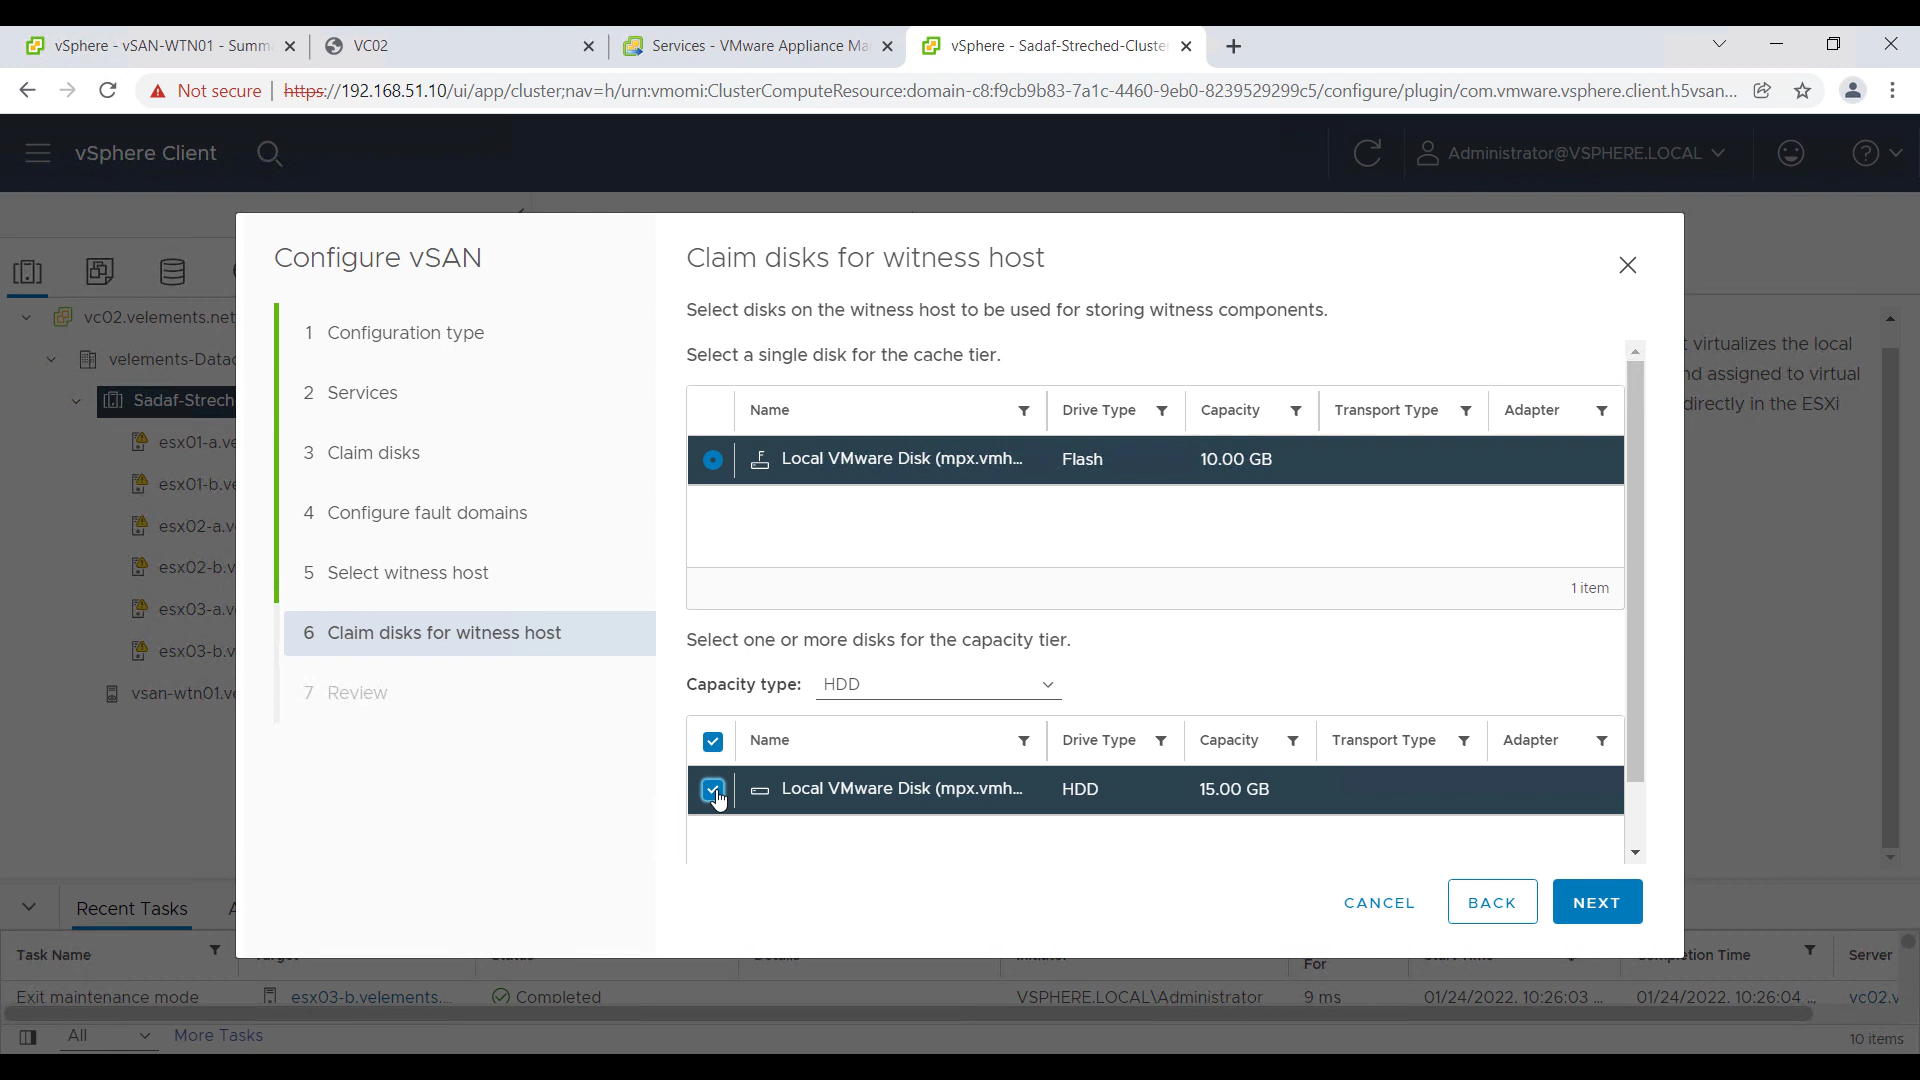 vSphere - vSAN-WTN01 - Summ
VC02
Services - VMware Appliance Ma
vSphere - Sadaf-Streched-Cluste
Not secure
https://192.168.51.10/ui/app/cluster;nav=h/urn:vmomi:ClusterComputeResource:domain-c8:f9cb9b83-7a1c-4460-9eb0-8239529299c5/configure/plugin/com.vmware.vsphere.client.h5vsan...
vSphere Client
Administrator@VSPHERE.LOCAL
Configure vSAN
1 Configuration type
2 Services
3 Claim disks
4 Configure fault domains
5 Select witness host
6 Claim disks for witness host
7 Review
vc02.velements.net
velements-Datac
Sadaf-Strech
esx01-a.ve
esx01-b.ve
esx02-a.v
esx02-b.v
esx03-a.v
esx03-b.v
vsan-wtn01.ve
Claim disks for witness host
Select disks on the witness host to be used for storing witness components.
Select a single disk for the cache tier.
Name Drive Type Capacity Transport Type Adapter
Local VMware Disk (mpx.vmh... Flash 10.00 GB
1 item
Select one or more disks for the capacity tier.
Capacity type: HDD
Name Drive Type Capacity Transport Type Adapter
Local VMware Disk (mpx.vmh... HDD 15.00 GB
CANCEL BACK NEXT
t virtualizes the local
nd assigned to virtual
directly in the ESXi
Recent Tasks
Task Name
For
etion Time
Server
Exit maintenance mode esx03-b.velements.... Completed VSPHERE.LOCAL\Administrator 9 ms 01/24/2022, 10:26:03 ... 01/24/2022, 10:26:04 ... vc02.v
All More Tasks 10 items